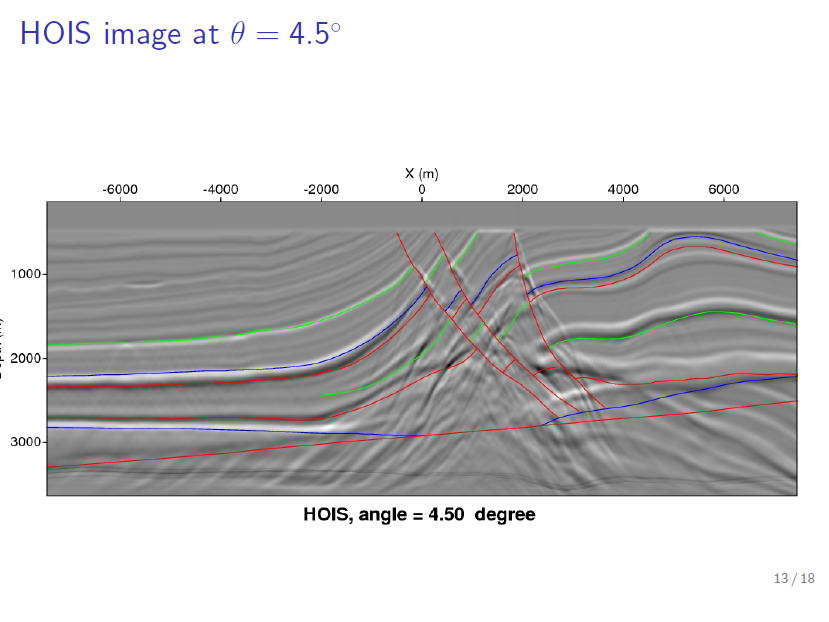 HOIS image at θ = 4.5°
X (m)
-6000 -4000 -2000 0 2000 4000 6000
1000
2000
3000
HOIS, angle = 4.50 degree
13 / 18